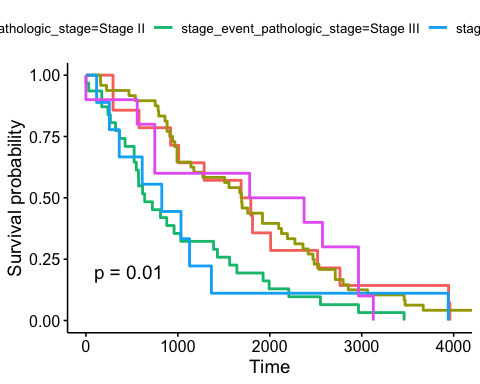 athologic_stage=Stage II stage_event_pathologic_stage=Stage III stag
1.00
0.75
0.50
0.25
0.00
Survival probability
p = 0.01
0 1000 2000 3000 4000
Time